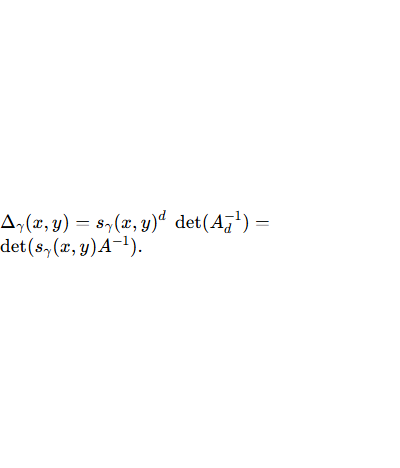 Δ_γ(x, y) = s_γ(x, y)^d det(A_d^{−1}) =
det(s_γ(x, y)A^{−1}).